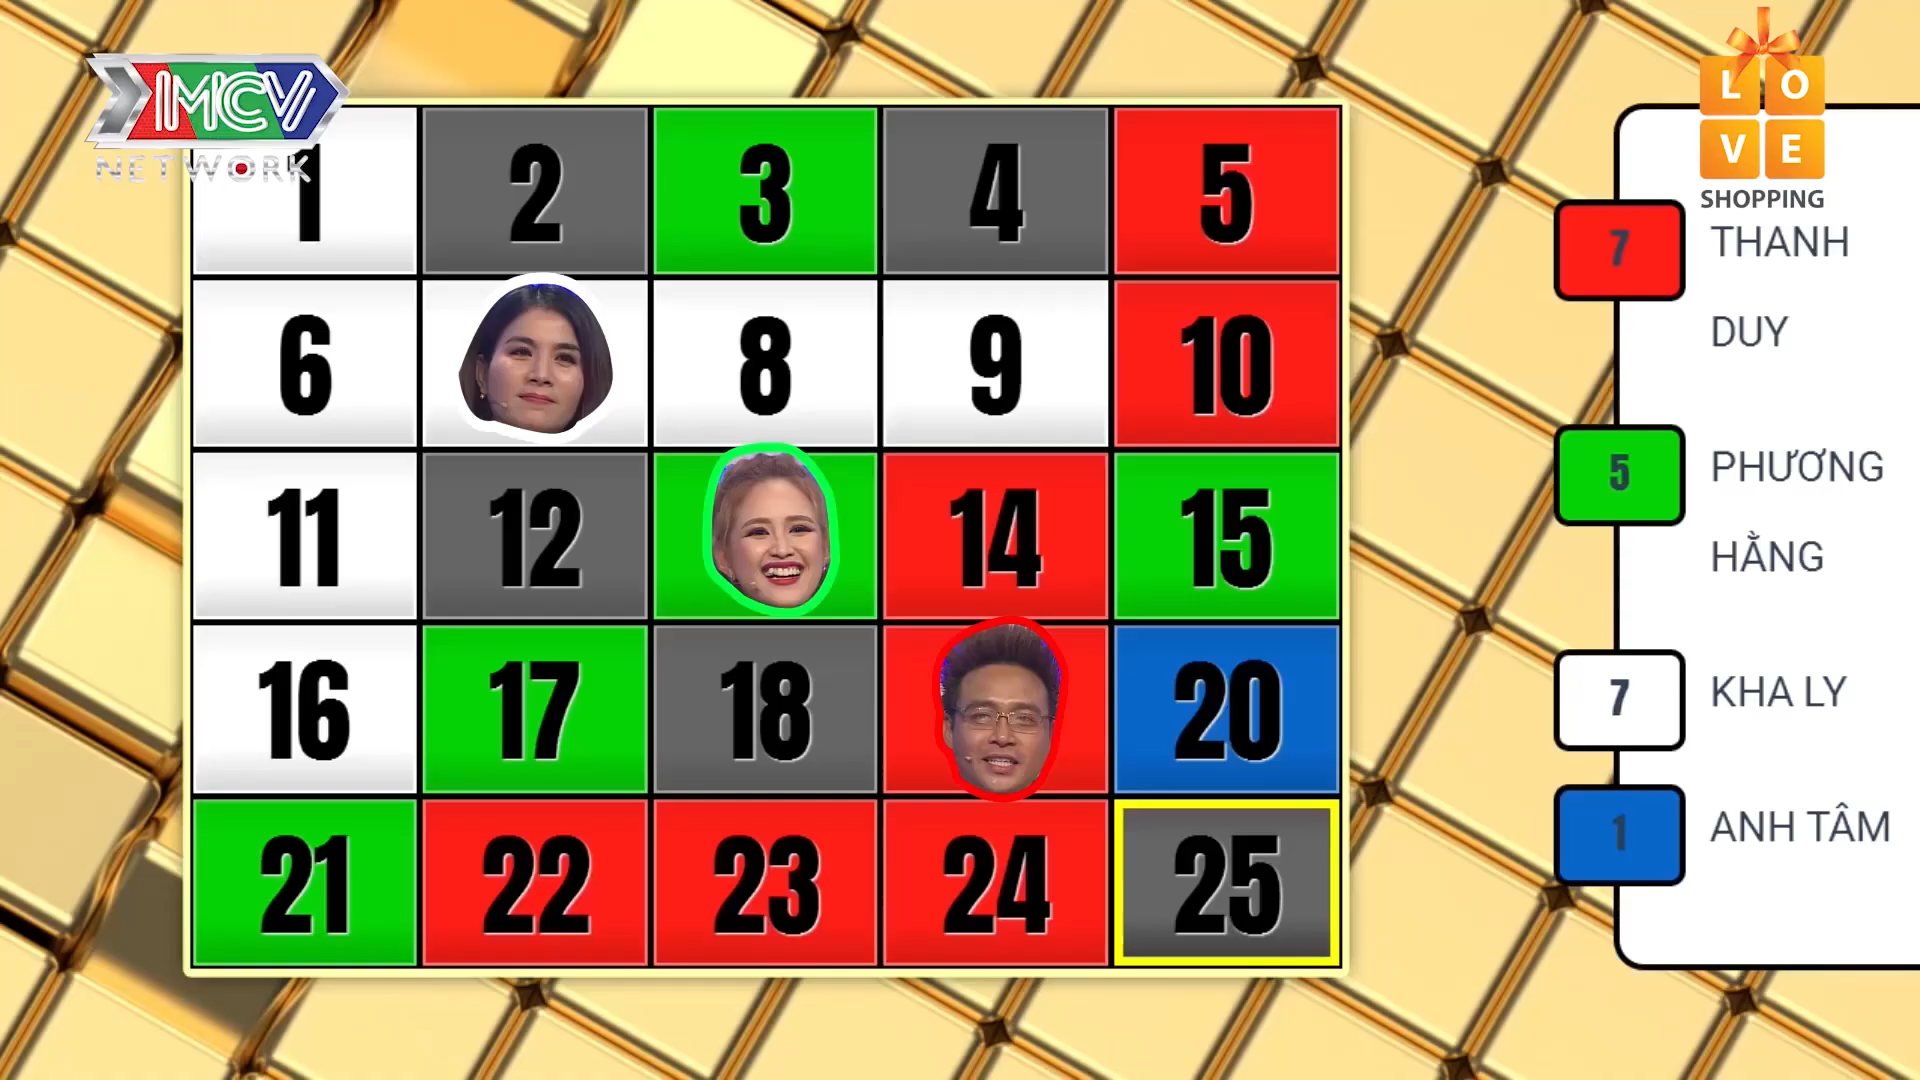 MCV
NETWORK
LOVE
SHOPPING
1 2 3 4 5
6 8 9 10
11 12 14 15
16 17 18 20
21 22 23 24 25
7 THANH
DUY
5 PHƯƠNG
HẰNG
7 KHA LY
1 ANH TÂM